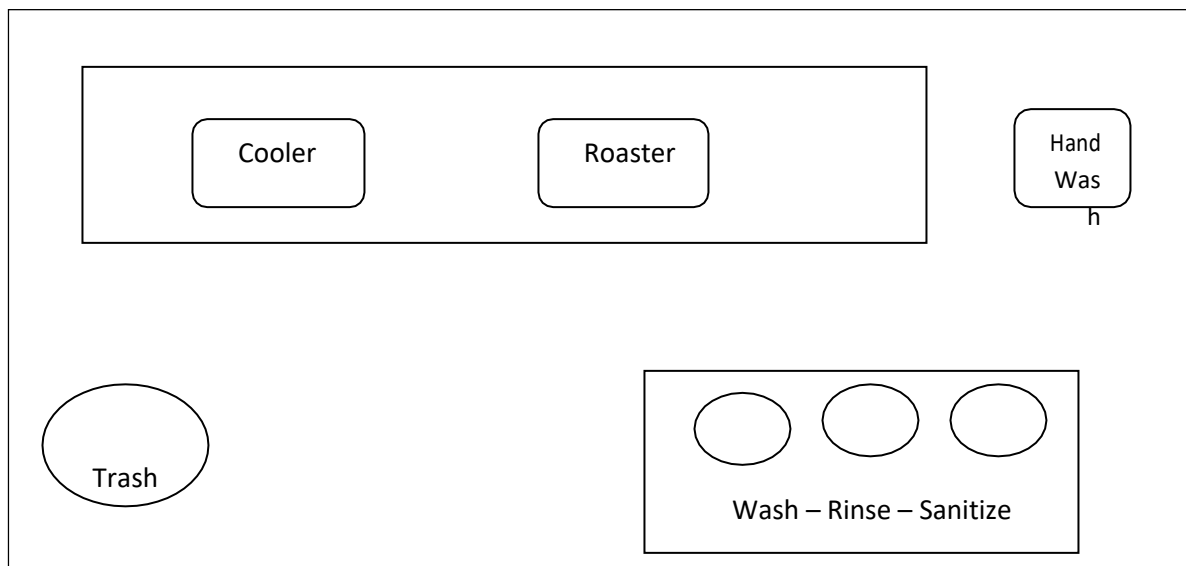 Cooler
Roaster
Hand
Was
h
Trash
Wash – Rinse – Sanitize